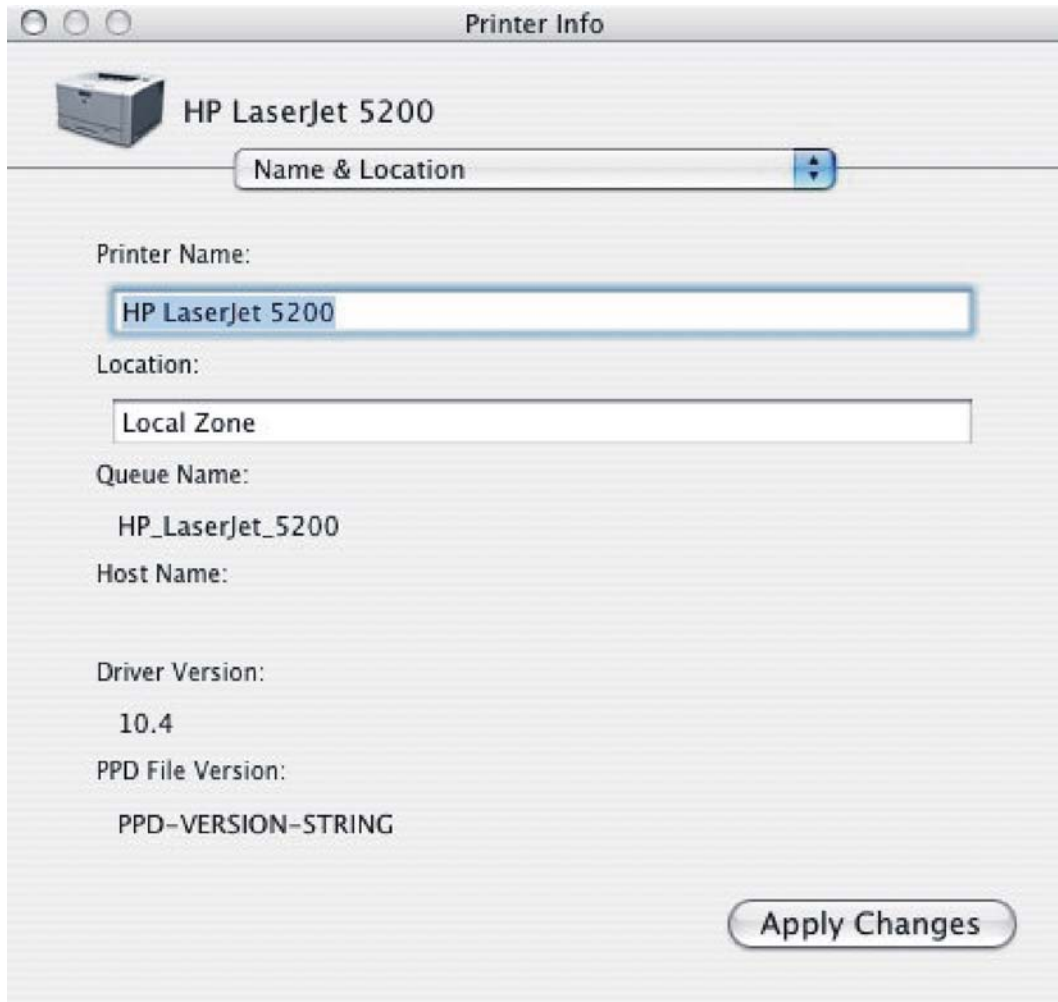 Printer Info
HP LaserJet 5200
Name & Location
Printer Name:
HP LaserJet 5200
Location:
Local Zone
Queue Name:
HP_LaserJet_5200
Host Name:
Driver Version:
10.4
PPD File Version:
PPD-VERSION-STRING
Apply Changes